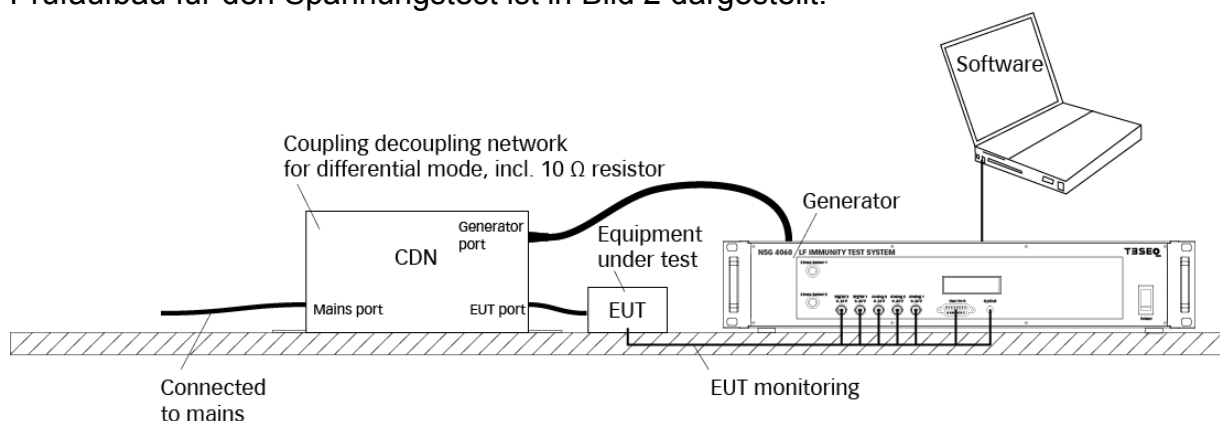 Prüfaufbau für den Spannungstest ist in Bild 2 dargestellt.
Software
Coupling decoupling network
for differential mode, incl. 10 Ω resistor
Generator
Generator
port
Equipment
under test
CDN
NSG 4060 LF IMMUNITY TEST SYSTEM
TESEQ
Mains port
EUT port
EUT
Connected
to mains
EUT monitoring